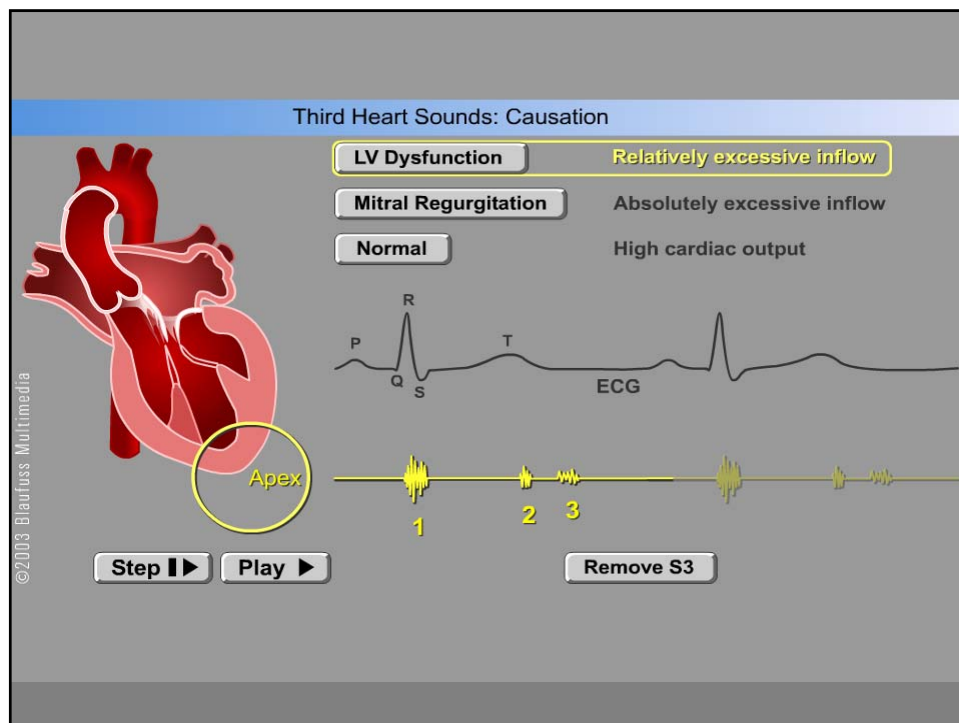 Third Heart Sounds: Causation
LV Dysfunction Relatively excessive inflow
Mitral Regurgitation Absolutely excessive inflow
Normal High cardiac output
R
P T
Q
S
ECG
Apex
1 2 3
Step Play Remove S3
©2003 Blaufuss Multimedia